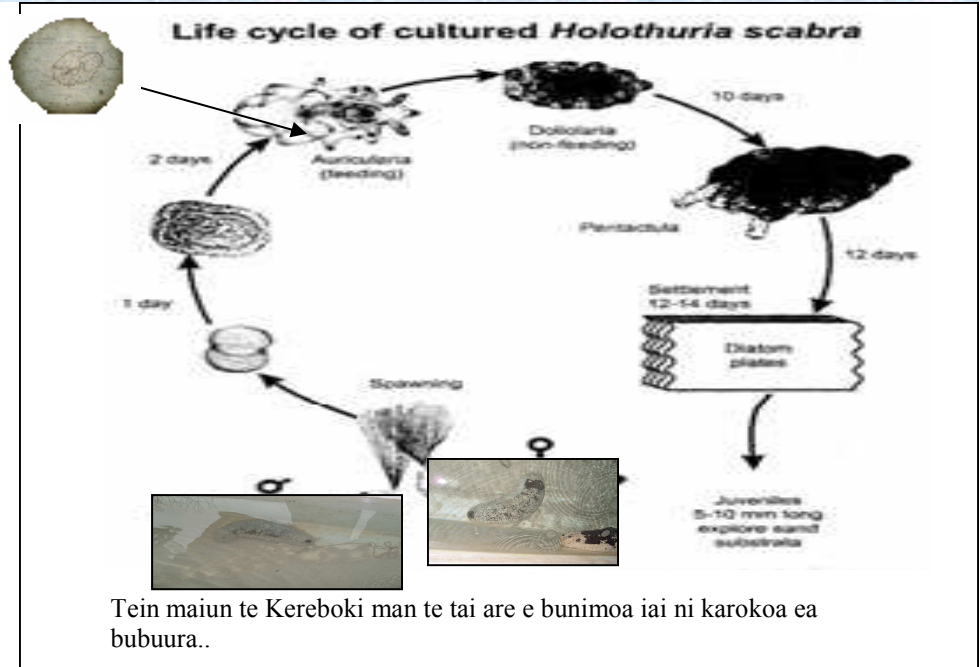 Life cycle of cultured Holothuria scabra
10 days
Doliolaria
(non-feeding)
2 days
Auricularia
(feeding)
Pentactula
12 days
Settlement
12-14 days
1 day
Diatom
plates
Spawning
♀
♂
Juveniles
5-10 mm long
explore sand
substrata
Tein maiun te Kereboki man te tai are e bunimoa iai ni karokoa ea
bubuura..